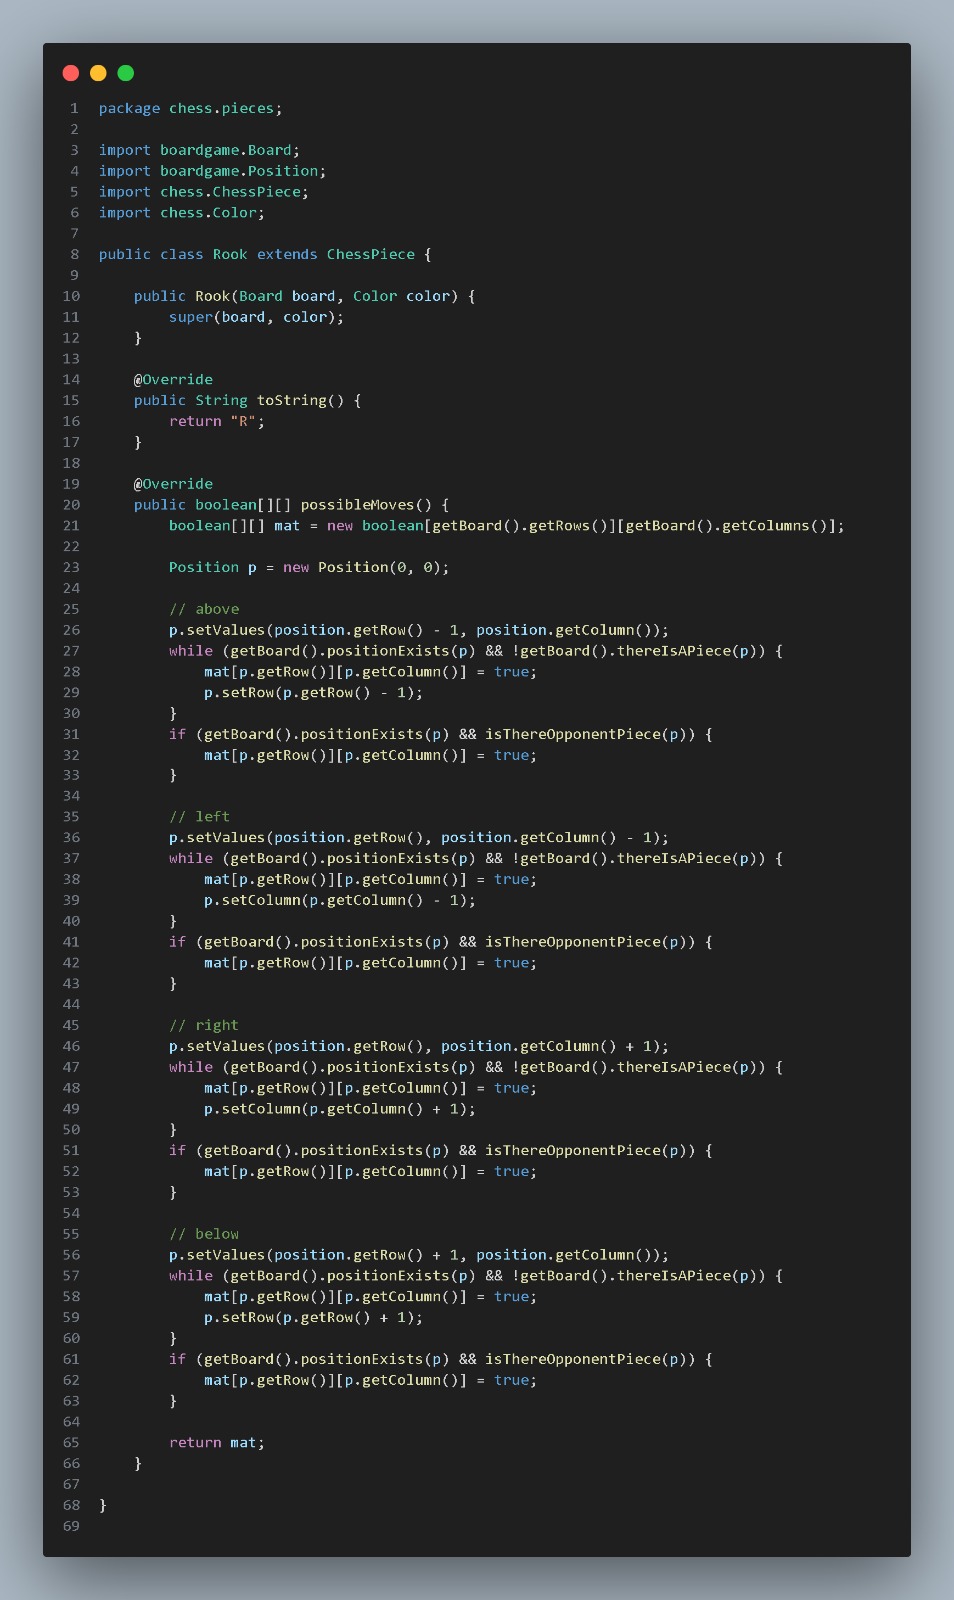 1 package chess.pieces;
2
3 import boardgame.Board;
4 import boardgame.Position;
5 import chess.ChessPiece;
6 import chess.Color;
7
8 public class Rook extends ChessPiece {
9
10     public Rook(Board board, Color color) {
11         super(board, color);
12     }
13
14     @Override
15     public String toString() {
16         return "R";
17     }
18
19     @Override
20     public boolean[][] possibleMoves() {
21         boolean[][] mat = new boolean[getBoard().getRows()][getBoard().getColumns()];
22
23         Position p = new Position(0, 0);
24
25         // above
26         p.setValues(position.getRow() - 1, position.getColumn());
27         while (getBoard().positionExists(p) && !getBoard().thereIsAPiece(p)) {
28             mat[p.getRow()][p.getColumn()] = true;
29             p.setRow(p.getRow() - 1);
30         }
31         if (getBoard().positionExists(p) && isThereOpponentPiece(p)) {
32             mat[p.getRow()][p.getColumn()] = true;
33         }
34
35         // left
36         p.setValues(position.getRow(), position.getColumn() - 1);
37         while (getBoard().positionExists(p) && !getBoard().thereIsAPiece(p)) {
38             mat[p.getRow()][p.getColumn()] = true;
39             p.setColumn(p.getColumn() - 1);
40         }
41         if (getBoard().positionExists(p) && isThereOpponentPiece(p)) {
42             mat[p.getRow()][p.getColumn()] = true;
43         }
44
45         // right
46         p.setValues(position.getRow(), position.getColumn() + 1);
47         while (getBoard().positionExists(p) && !getBoard().thereIsAPiece(p)) {
48             mat[p.getRow()][p.getColumn()] = true;
49             p.setColumn(p.getColumn() + 1);
50         }
51         if (getBoard().positionExists(p) && isThereOpponentPiece(p)) {
52             mat[p.getRow()][p.getColumn()] = true;
53         }
54
55         // below
56         p.setValues(position.getRow() + 1, position.getColumn());
57         while (getBoard().positionExists(p) && !getBoard().thereIsAPiece(p)) {
58             mat[p.getRow()][p.getColumn()] = true;
59             p.setRow(p.getRow() + 1);
60         }
61         if (getBoard().positionExists(p) && isThereOpponentPiece(p)) {
62             mat[p.getRow()][p.getColumn()] = true;
63         }
64
65         return mat;
66     }
67
68 }
69